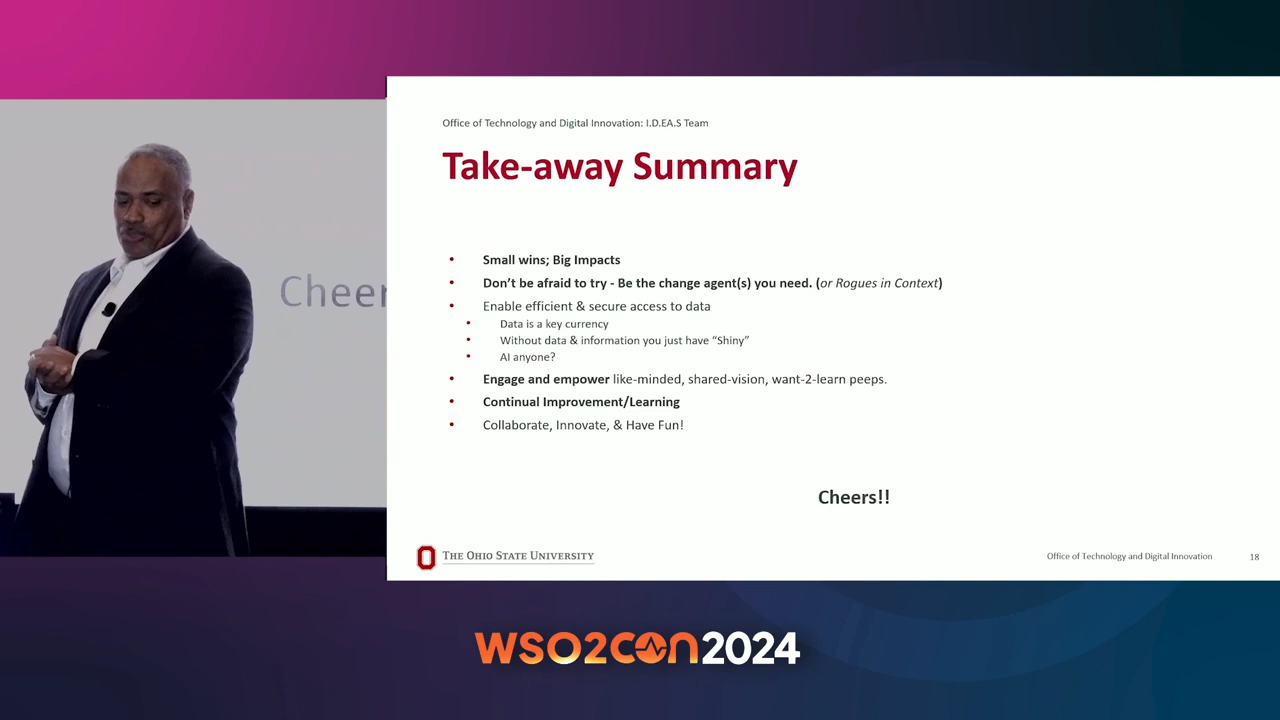 Office of Technology and Digital Innovation: I.D.EA.S Team
Take-away Summary
Cheer
• Small wins; Big Impacts
• Don’t be afraid to try - Be the change agent(s) you need. (or Rogues in Context)
• Enable efficient & secure access to data
• Data is a key currency
• Without data & information you just have “Shiny”
• AI anyone?
• Engage and empower like-minded, shared-vision, want-2-learn peeps.
• Continual Improvement/Learning
• Collaborate, Innovate, & Have Fun!
Cheers!!
THE OHIO STATE UNIVERSITY
Office of Technology and Digital Innovation
18
WSO2CON2024